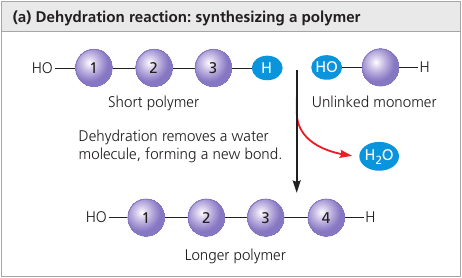 (a) Dehydration reaction: synthesizing a polymer
HO 1 2 3 H HO H
Short polymer Unlinked monomer
Dehydration removes a water
molecule, forming a new bond.
H₂O
HO 1 2 3 4 H
Longer polymer